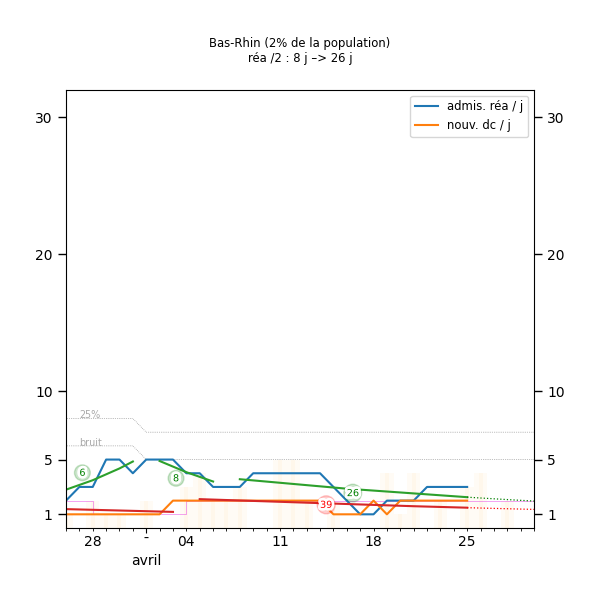 Bas-Rhin (2% de la population)
réa /2 : 8 j –> 26 j
admis. réa / j
nouv. dc / j
30 30
20 20
10 10
25%
bruit
5 5
6
8
26
39
1 1
28 - 04 11 18 25
avril